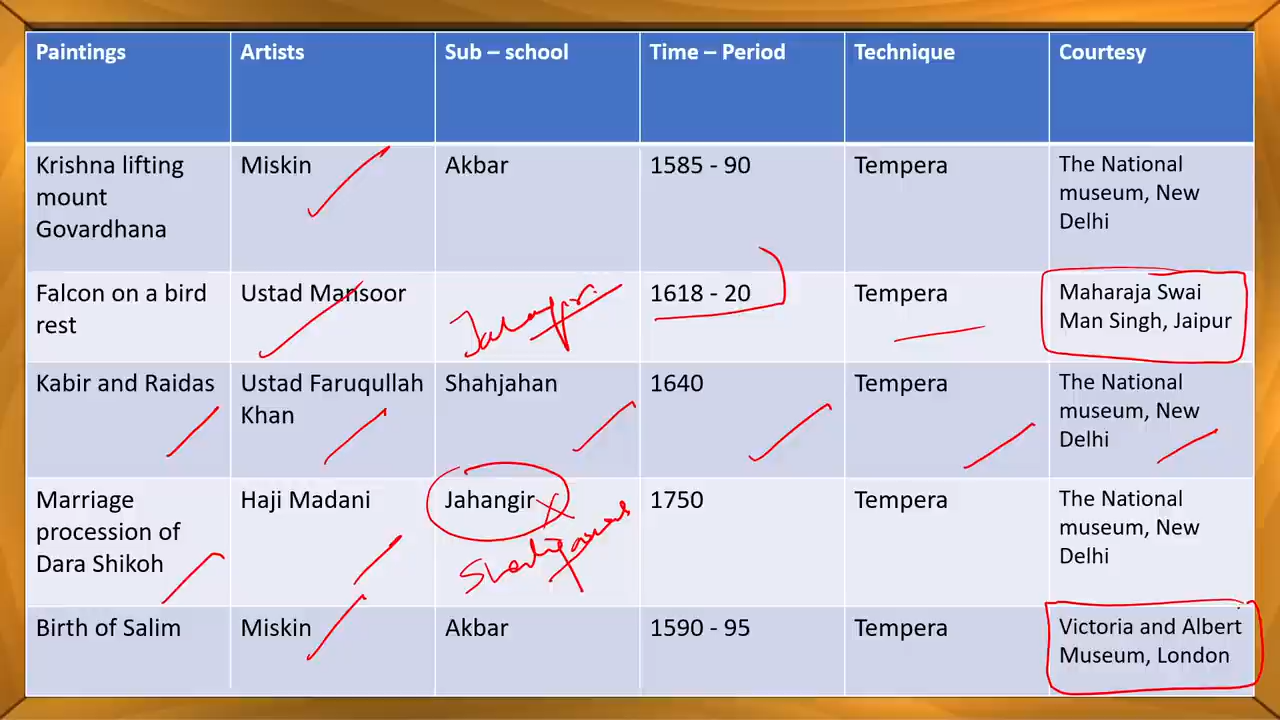 Paintings
Artists
Sub – school
Time – Period
Technique
Courtesy
Krishna lifting
mount
Govardhana
Miskin
Akbar
1585 - 90
Tempera
The National
museum, New
Delhi
Falcon on a bird
rest
Ustad Mansoor
Jahangir
1618 - 20
Tempera
Maharaja Swai
Man Singh, Jaipur
Kabir and Raidas
Ustad Faruqullah
Khan
Shahjahan
1640
Tempera
The National
museum, New
Delhi
Marriage
procession of
Dara Shikoh
Haji Madani
Jahangir
1750
Tempera
The National
museum, New
Delhi
Birth of Salim
Miskin
Akbar
1590 - 95
Tempera
Victoria and Albert
Museum, London